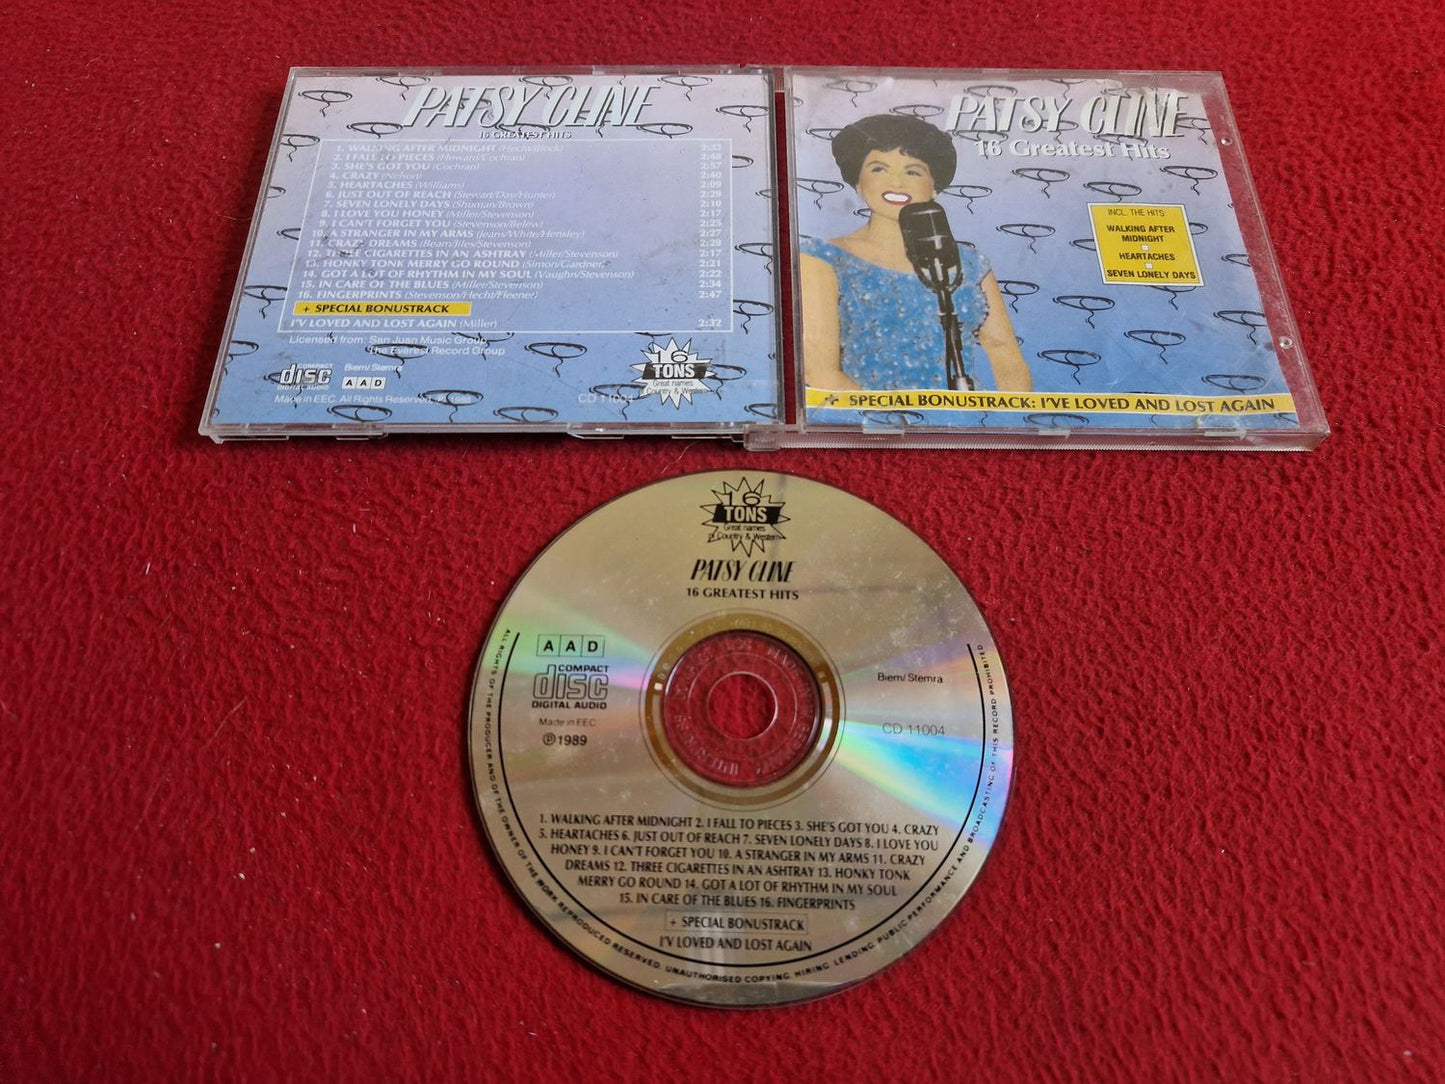 PATSY CLINE
16 GREATEST HITS
1. WALKING AFTER MIDNIGHT (Hecht/Block) 2:33
2. I FALL TO PIECES (Howard/Cochran) 2:48
3. SHE'S GOT YOU (Cochran) 2:57
4. CRAZY (Nelson) 2:40
5. HEARTACHES (Williams) 2:09
6. JUST OUT OF REACH (Stewart/Day/Hunter) 2:29
7. SEVEN LONELY DAYS (Shuman/Brown) 2:10
8. I LOVE YOU HONEY (Miller/Stevenson) 2:17
9. I CAN'T FORGET YOU (Stevenson/Belew) 2:25
10. A STRANGER IN MY ARMS (Jeans/White/Hensley) 2:27
11. CRAZY DREAMS (Beam/Jiles/Stevenson) 2:29
12. THREE CIGARETTES IN AN ASHTRAY (Miller/Stevenson) 2:17
13. HONKY TONK MERRY GO ROUND (Simon/Gardner) 2:21
14. GOT A LOT OF RHYTHM IN MY SOUL (Vaughn/Stevenson) 2:22
15. IN CARE OF THE BLUES (Miller/Stevenson) 2:34
16. FINGERPRINTS (Stevenson/Hecht/Fleener) 2:47
+ SPECIAL BONUSTRACK
I'V LOVED AND LOST AGAIN (Miller) 2:32
Licensed from: San Juan Music Group
The Everest Record Group
COMPACT disc DIGITAL AUDIO
Biem/Stemra
AAD
Made in EEC. All Rights Reserved. ℗ 1988
CD 11004
16 TONS
Great names
Country & Western
PATSY CLINE
16 Greatest Hits
INCL. THE HITS:
WALKING AFTER
MIDNIGHT
HEARTACHES
SEVEN LONELY DAYS
+ SPECIAL BONUSTRACK: I'VE LOVED AND LOST AGAIN
16
TONS
Great names
of Country & Western
PATSY CLINE
16 GREATEST HITS
AAD
COMPACT
disc
DIGITAL AUDIO
Made in EEC
℗1989
Biem/Stemra
CD 11004
1. WALKING AFTER MIDNIGHT 2. I FALL TO PIECES 3. SHE'S GOT YOU 4. CRAZY
5. HEARTACHES 6. JUST OUT OF REACH 7. SEVEN LONELY DAYS 8. I LOVE YOU
HONEY 9. I CAN'T FORGET YOU 10. A STRANGER IN MY ARMS 11. CRAZY
DREAMS 12. THREE CIGARETTES IN AN ASHTRAY 13. HONKY TONK
MERRY GO ROUND 14. GOT A LOT OF RHYTHM IN MY SOUL
15. IN CARE OF THE BLUES 16. FINGERPRINTS
+ SPECIAL BONUSTRACK
I'V LOVED AND LOST AGAIN
ALL RIGHTS OF THE PRODUCER AND OF THE OWNER OF THE WORK REPRODUCED RESERVED. UNAUTHORISED COPYING, HIRING, LENDING, PUBLIC PERFORMANCE AND BROADCASTING OF THIS RECORD PROHIBITED